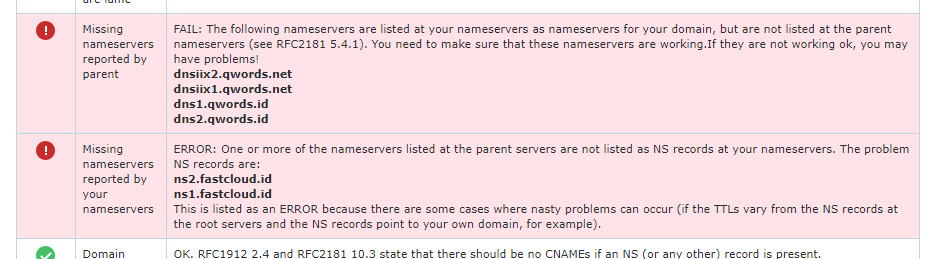 are lame
Missing
nameservers
reported by
parent
FAIL: The following nameservers are listed at your nameservers as nameservers for your domain, but are not listed at the parent
nameservers (see RFC2181 5.4.1). You need to make sure that these nameservers are working.If they are not working ok, you may
have problems!
dnsiix2.qwords.net
dnsiix1.qwords.net
dns1.qwords.id
dns2.qwords.id
Missing
nameservers
reported by
your
nameservers
ERROR: One or more of the nameservers listed at the parent servers are not listed as NS records at your nameservers. The problem
NS records are:
ns2.fastcloud.id
ns1.fastcloud.id
This is listed as an ERROR because there are some cases where nasty problems can occur (if the TTLs vary from the NS records at
the root servers and the NS records point to your own domain, for example).
Domain
OK. RFC1912 2.4 and RFC2181 10.3 state that there should be no CNAMEs if an NS (or any other) record is present.